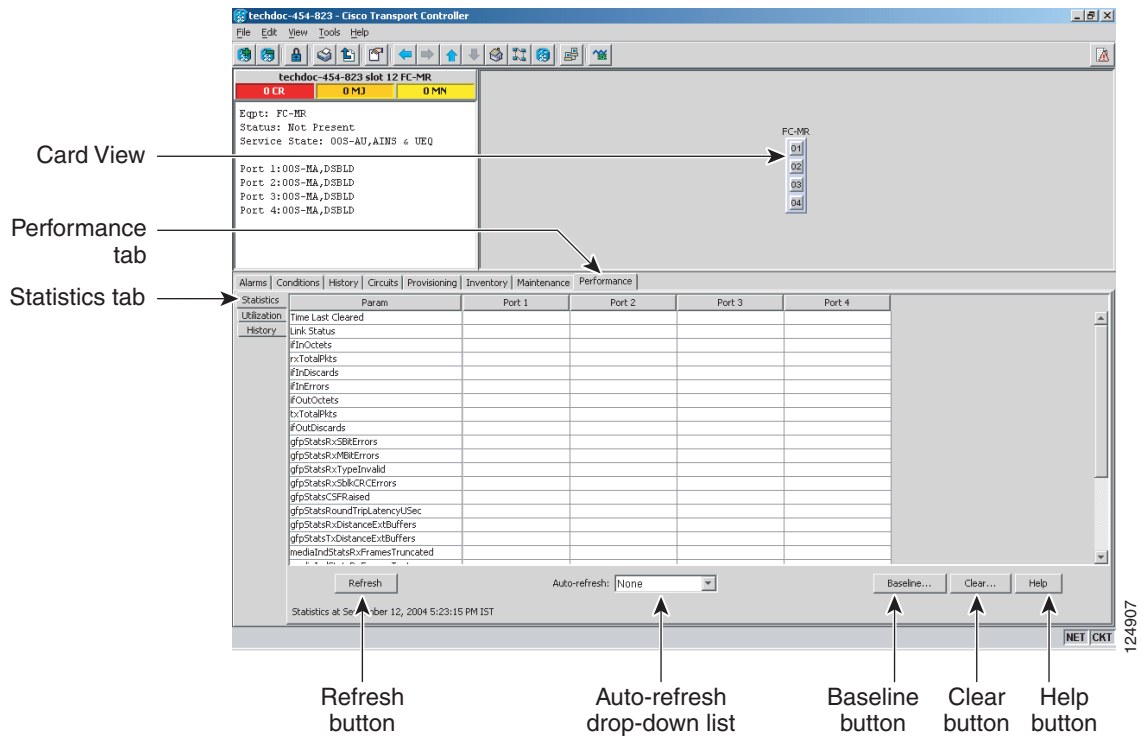 techdoc-454-823 - Cisco Transport Controller
File Edit View Tools Help
techdoc-454-823 slot 12 FC-MR
0 CR 0 MJ 0 MN
Eqpt: FC-MR
Status: Not Present
Service State: OOS-AU,AINS & UEQ
Port 1:OOS-MA,DSBLD
Port 2:OOS-MA,DSBLD
Port 3:OOS-MA,DSBLD
Port 4:OOS-MA,DSBLD
FC-MR
01
02
03
04
Card View
Performance
tab
Statistics tab
Alarms Conditions History Circuits Provisioning Inventory Maintenance Performance
Statistics
Utilization
History
Param Port 1 Port 2 Port 3 Port 4
Time Last Cleared
Link Status
ifInOctets
rxTotalPkts
ifInDiscards
ifInErrors
ifOutOctets
txTotalPkts
ifOutDiscards
gfpStatsRxSBitErrors
gfpStatsRxMBitErrors
gfpStatsRxTypeInvalid
gfpStatsRxSblkCRCErrors
gfpStatsCSFRaised
gfpStatsRoundTripLatencyUSec
gfpStatsRxDistanceExtBuffers
gfpStatsTxDistanceExtBuffers
mediaIndStatsRxFramesTruncated
Refresh Auto-refresh: None Baseline... Clear... Help
Statistics at September 12, 2004 5:23:15 PM IST
NET CKT
124907
Refresh
button
Auto-refresh
drop-down list
Baseline
button
Clear
button
Help
button